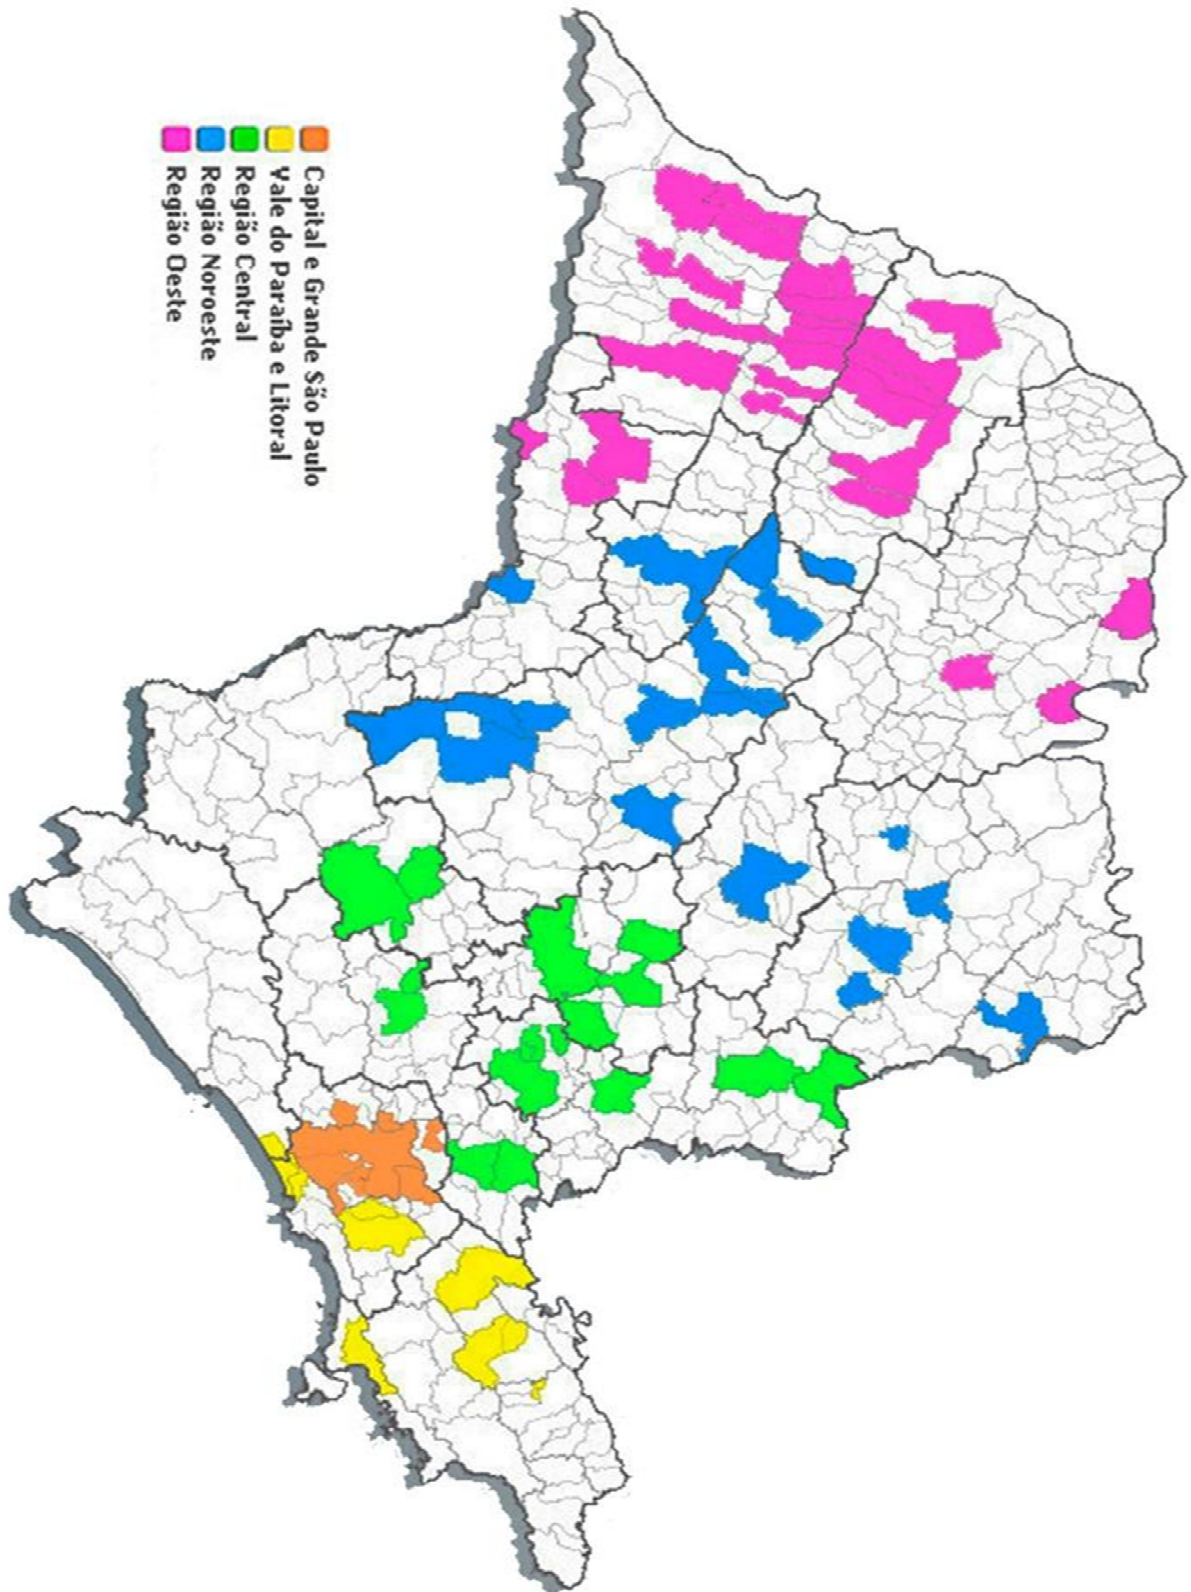 Capital e Grande São Paulo
Vale do Paraíba e Litoral
Região Central
Região Noroeste
Região Oeste